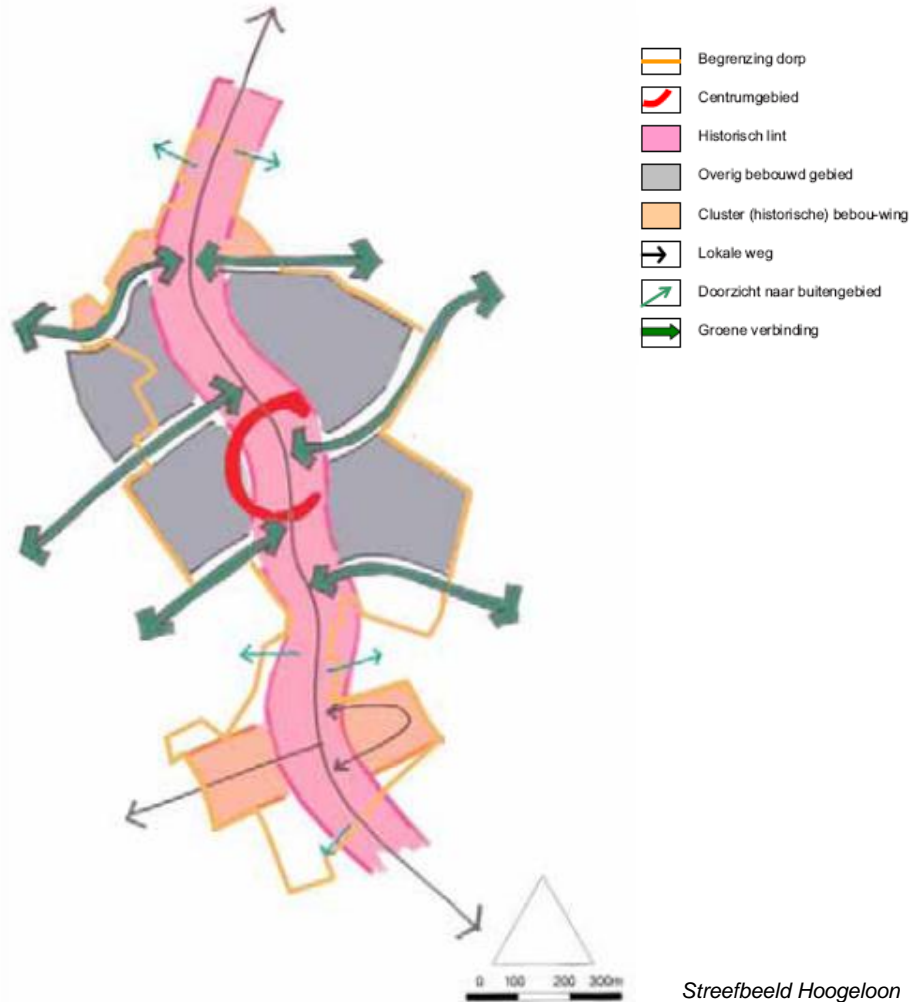 Begrenzing dorp
Centrumgebied
Historisch lint
Overig bebouwd gebied
Cluster (historische) bebou-wing
Lokale weg
Doorzicht naar buitengebied
Groene verbinding
0 100 200 300m
Streefbeeld Hoogeloon